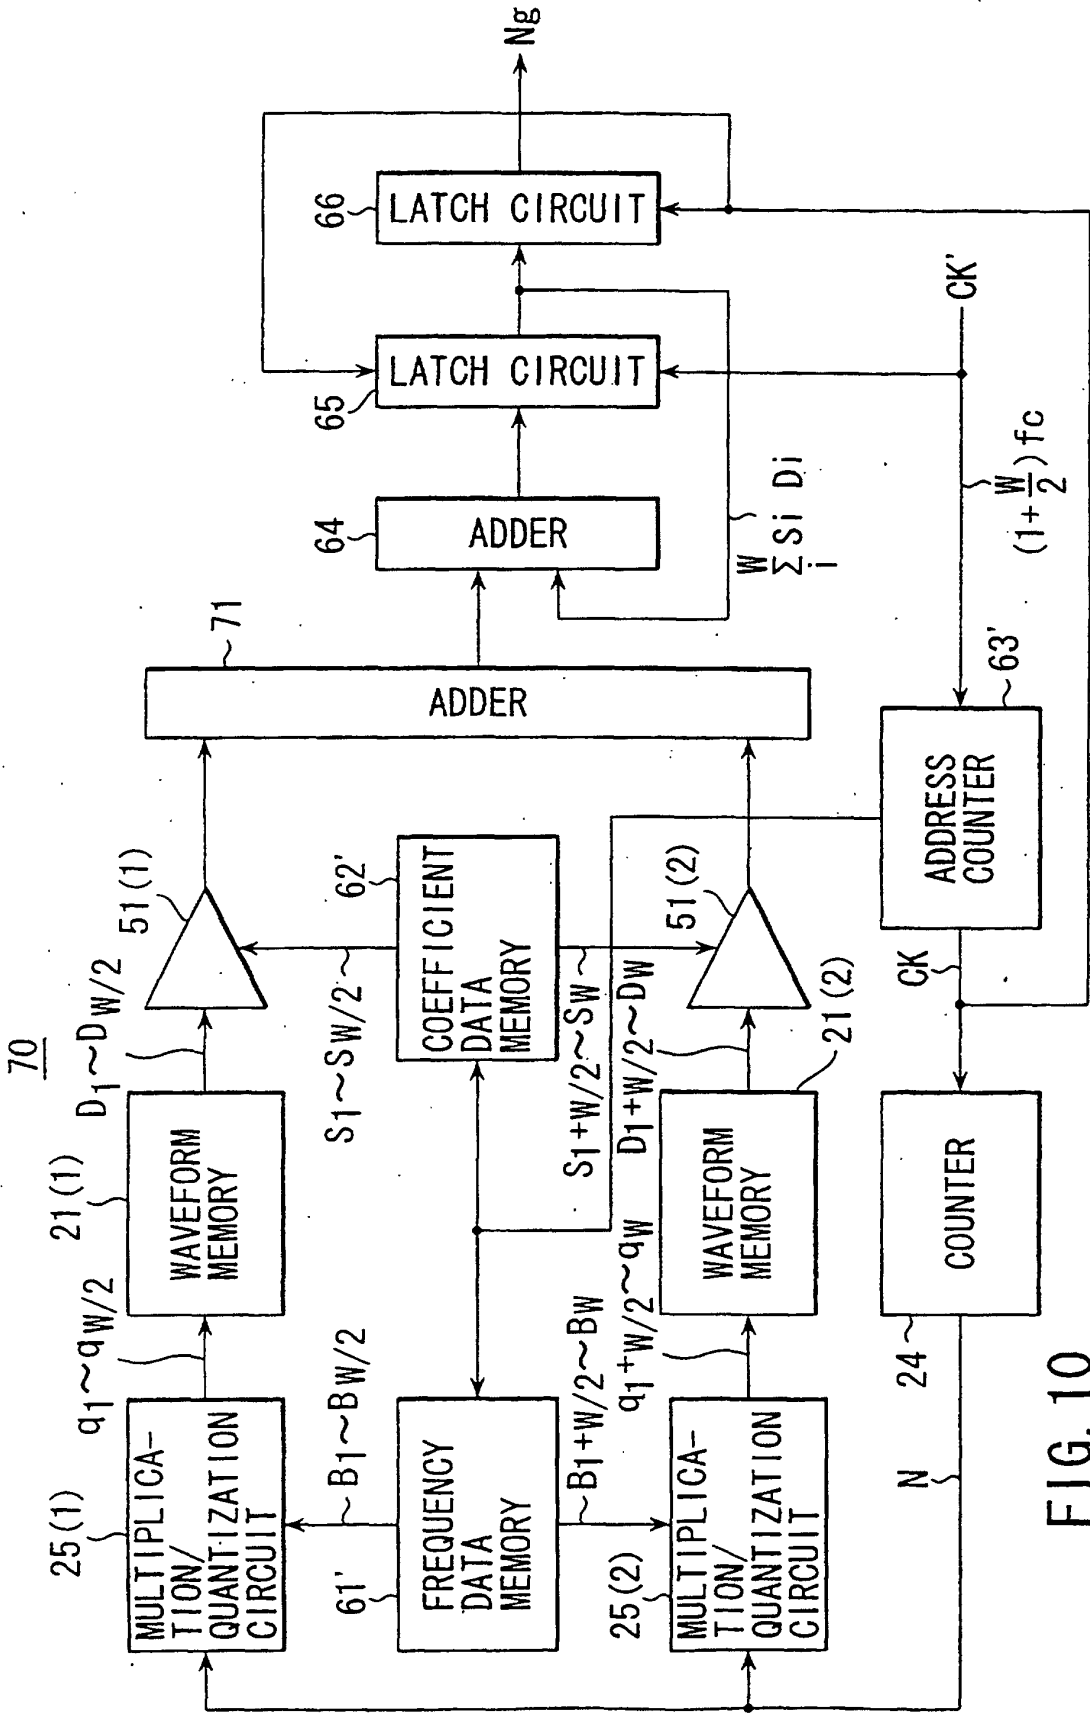 70
25(1)
MULTIPLICA-
TION/
QUANTIZATION
CIRCUIT
q1~qW/2
21(1)
WAVEFORM
MEMORY
D1~DW/2
51(1)
B1~BW/2
61'
FREQUENCY
DATA
MEMORY
S1~SW/2
62'
COEFFICIENT
DATA
MEMORY
B1+W/2~BW
S1+W/2~SW
25(2)
MULTIPLICA-
TION/
QUANTIZATION
CIRCUIT
q1+W/2~qW
21(2)
WAVEFORM
MEMORY
D1+W/2~DW
51(2)
71
ADDER
64
ADDER
65
LATCH CIRCUIT
66
LATCH CIRCUIT
Ng
W
Σ Si Di
i
N
24
COUNTER
CK
63'
ADDRESS
COUNTER
(1+W/2)fc
CK'
FIG. 10